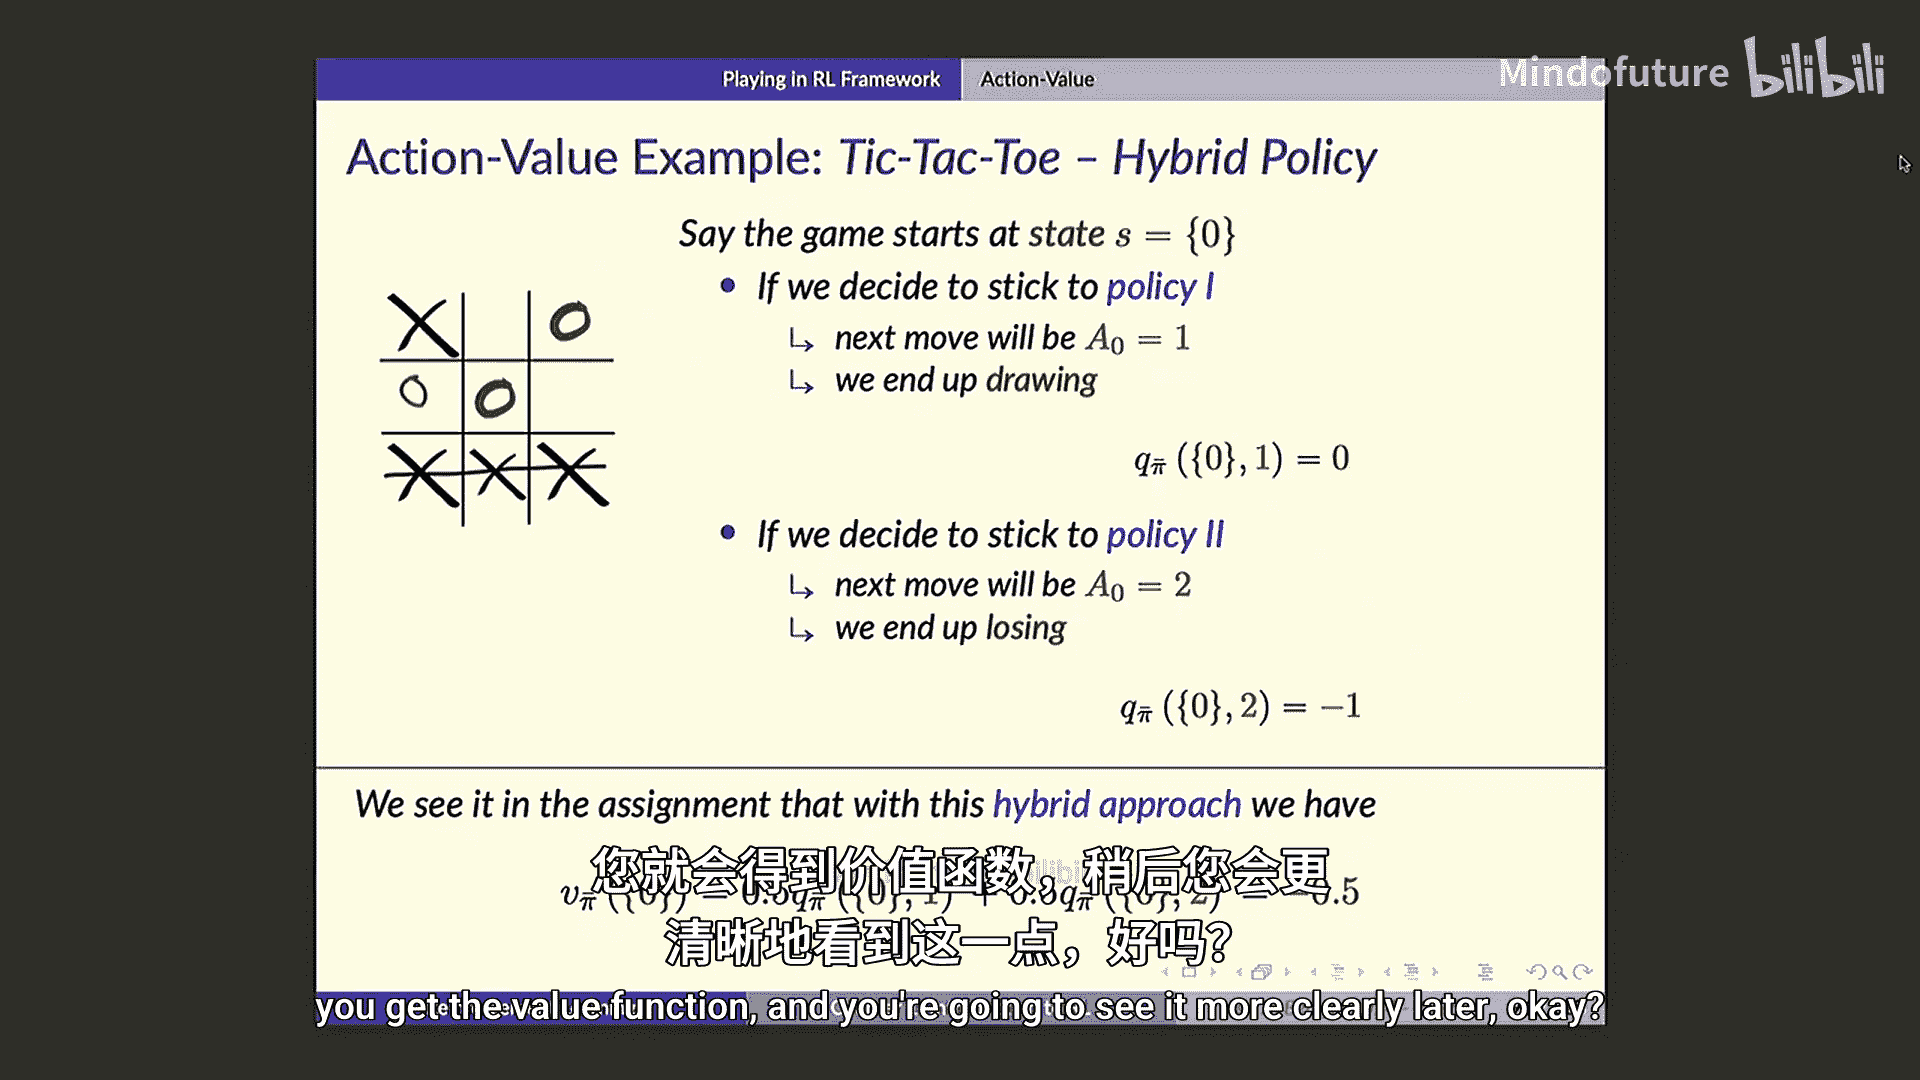 Mindofuture bilibili
Playing in RL Framework Action-Value
Action-Value Example: Tic-Tac-Toe – Hybrid Policy
Say the game starts at state s = {0}
• If we decide to stick to policy I
↳ next move will be A₀ = 1
↳ we end up drawing
q_π̄ ({0}, 1) = 0
• If we decide to stick to policy II
↳ next move will be A₀ = 2
↳ we end up losing
q_π̄ ({0}, 2) = −1
X O
O O
X X X
We see it in the assignment that with this hybrid approach we have
您就会得到价值函数，稍后您会更
清晰地看到这一点，好吗？
you get the value function, and you're going to see it more clearly later, okay?